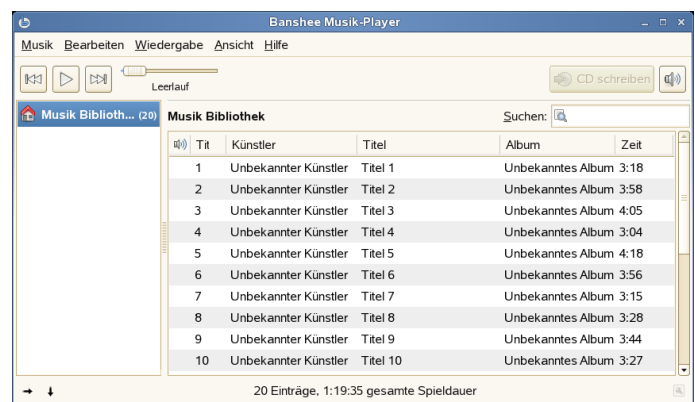 Banshee Musik-Player
Musik Bearbeiten Wiedergabe Ansicht Hilfe
Leerlauf
CD schreiben
Musik Biblioth... (20)
Musik Bibliothek
Suchen:
Tit Künstler Titel Album Zeit
1 Unbekannter Künstler Titel 1 Unbekanntes Album 3:18
2 Unbekannter Künstler Titel 2 Unbekanntes Album 3:58
3 Unbekannter Künstler Titel 3 Unbekanntes Album 4:05
4 Unbekannter Künstler Titel 4 Unbekanntes Album 3:04
5 Unbekannter Künstler Titel 5 Unbekanntes Album 4:18
6 Unbekannter Künstler Titel 6 Unbekanntes Album 3:56
7 Unbekannter Künstler Titel 7 Unbekanntes Album 3:15
8 Unbekannter Künstler Titel 8 Unbekanntes Album 3:28
9 Unbekannter Künstler Titel 9 Unbekanntes Album 3:44
10 Unbekannter Künstler Titel 10 Unbekanntes Album 3:27
20 Einträge, 1:19:35 gesamte Spieldauer